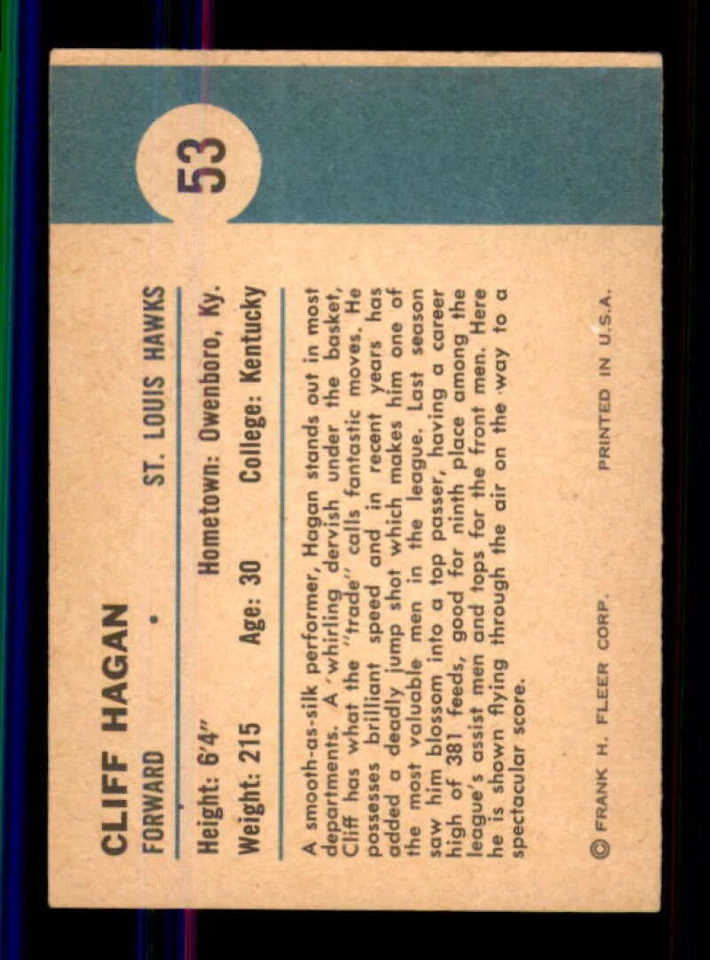 53
CLIFF HAGAN
FORWARD • ST. LOUIS HAWKS
Height: 6'4" Hometown: Owenboro, Ky.
Weight: 215 Age: 30 College: Kentucky
A smooth-as-silk performer, Hagan stands out in most
departments. A whirling dervish under the basket,
Cliff has what the "trade" calls fantastic moves. He
possesses brilliant speed and in recent years has
added a deadly jump shot which makes him one of
the most valuable men in the league. Last season
saw him blossom into a top passer, having a career
high of 381 feeds, good for ninth place among the
league's assist men and tops for the front men. Here
he is shown flying through the air on the way to a
spectacular score.
© FRANK H. FLEER CORP. PRINTED IN U.S.A.